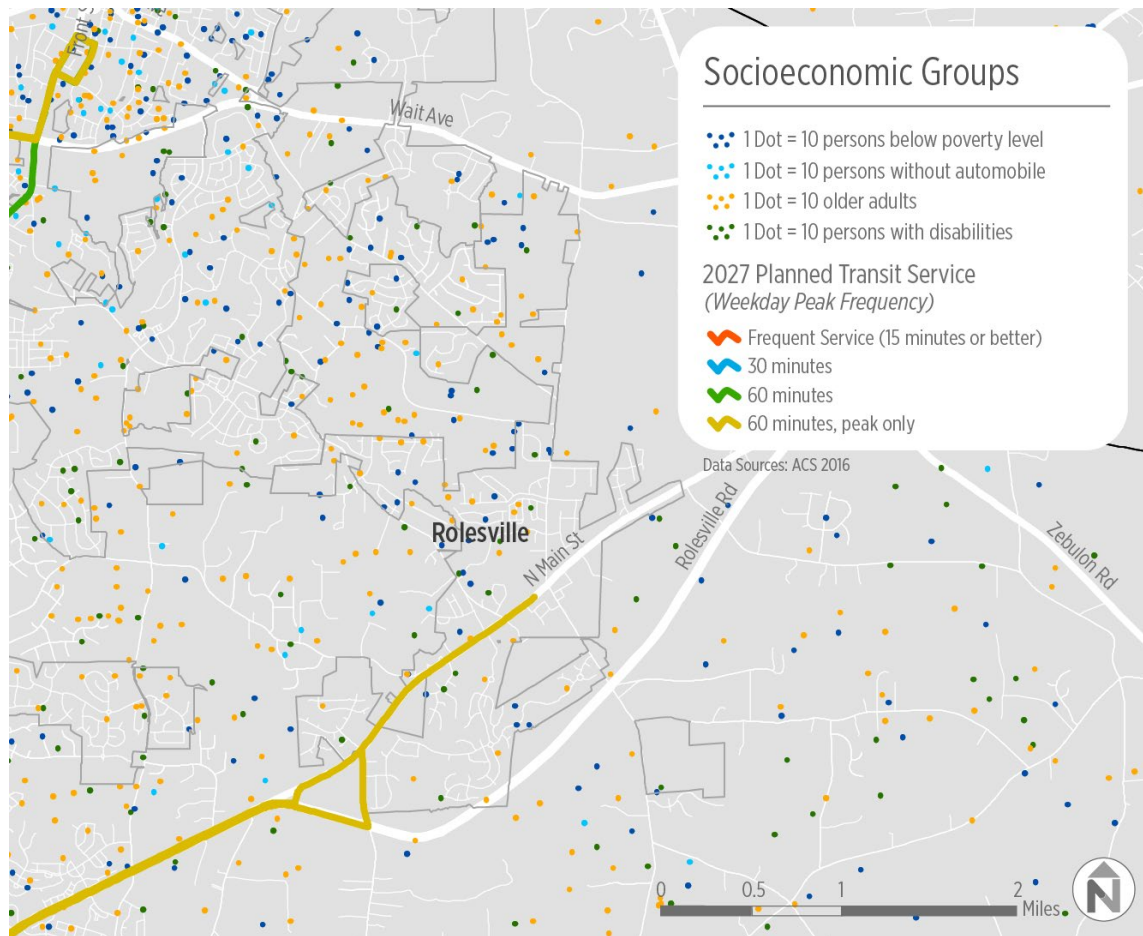 Front S
Wait Ave
Socioeconomic Groups
1 Dot = 10 persons below poverty level
1 Dot = 10 persons without automobile
1 Dot = 10 older adults
1 Dot = 10 persons with disabilities
2027 Planned Transit Service
(Weekday Peak Frequency)
Frequent Service (15 minutes or better)
30 minutes
60 minutes
60 minutes, peak only
Data Sources: ACS 2016
Rolesville
N Main St
Rolesville Rd
Zebulon Rd
0 0.5 1 2
Miles
N